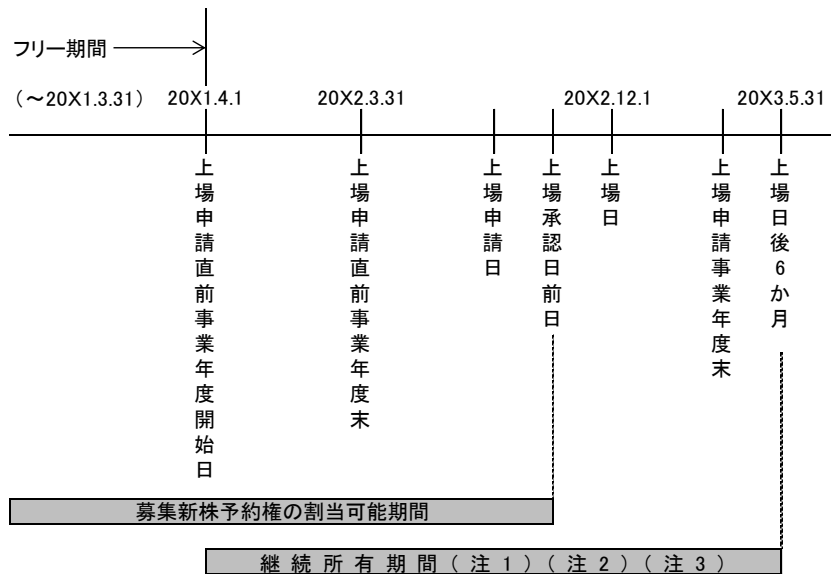 フリー期間
(～20X1.3.31)
20X1.4.1
20X2.3.31
20X2.12.1
20X3.5.31
上場申請直前事業年度開始日
上場申請直前事業年度末
上場申請日
上場承認日前日
上場日
上場申請事業年度末
上場日後6か月
募集新株予約権の割当可能期間
継続所有期間(注1)(注2)(注3)